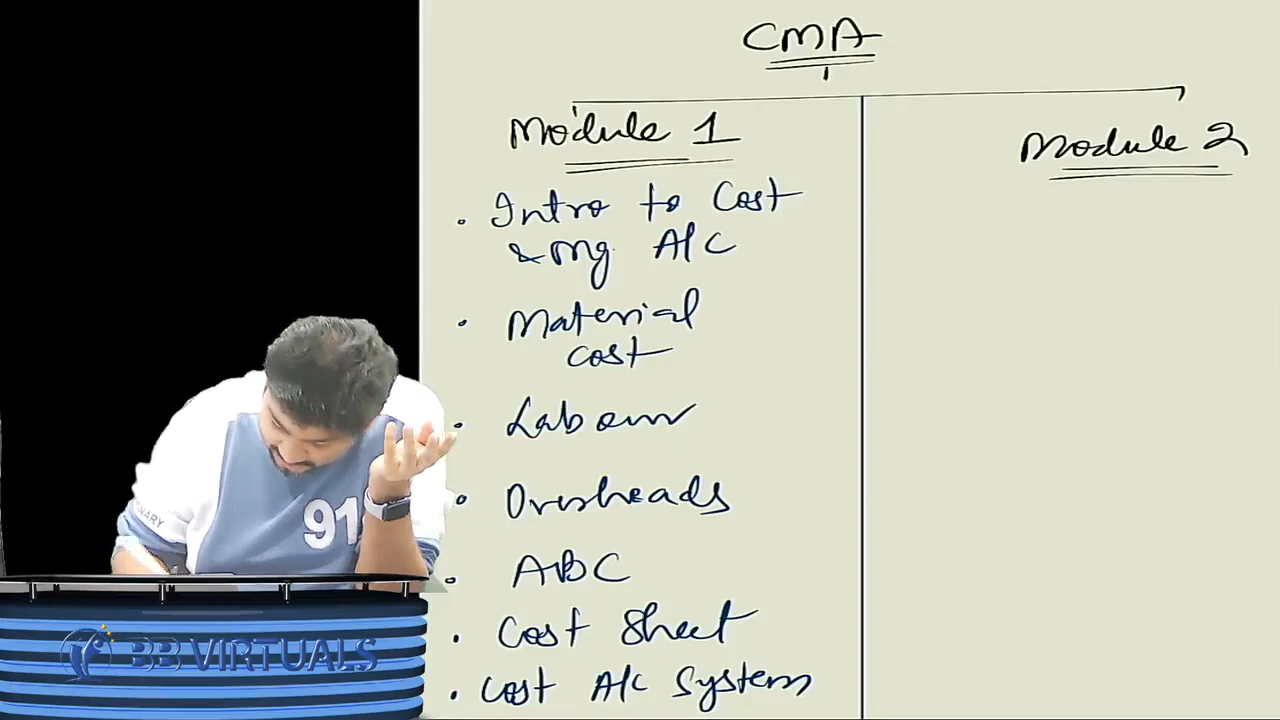 CMA
Module 1
Module 2
. Intro to Cost
& Mg A/C
. Material
cost
. Labour
. Overheads
. ABC
. Cost Sheet
. Cost A/c System
91
NARY
BB VIRTUALS